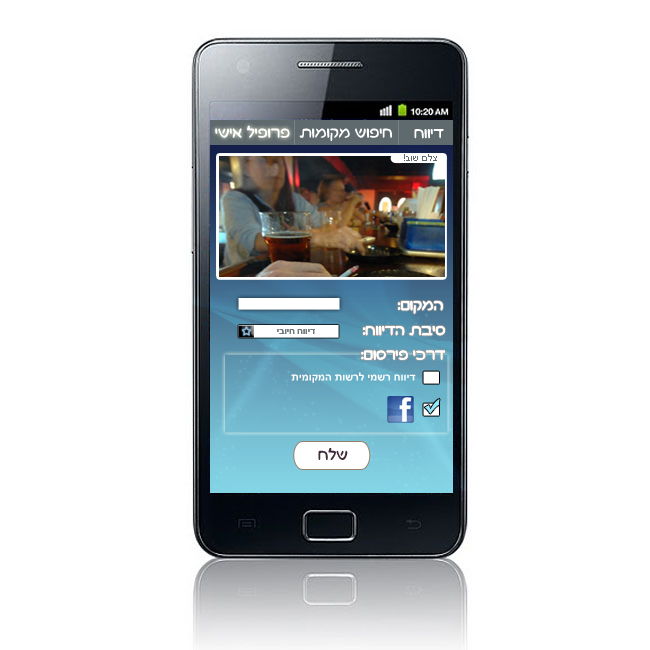 10:20 AM
דיווח חיפוש מקומות פרופיל אישי
צלם שוב!
המקום:
סיבת הדיווח: דיווח חיובי
דרכי פירסום:
דיווח רשמי לרשות המקומית
f
שלח